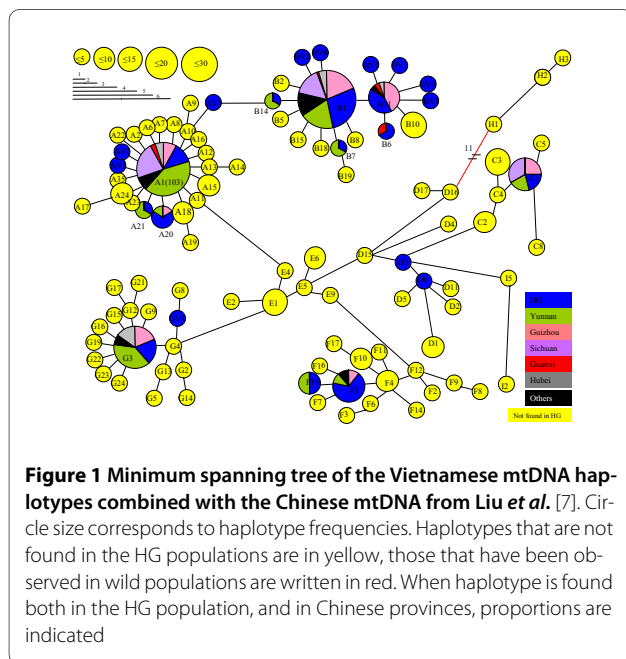 <5 ≤10 ≤15 ≤20 ≤30
1
2
3
4
5
6
H3
H2
H1
11
B2
B14
B1
B5
B15
B18
B7
B8
B19
B6
B10
A9
A22 A2 A6 A7 A8 A10
A16
A12
A13 A14
A15
A11
A1(103)
A35
A24
A17
A23
A21
A20
A18
A19
C5
C3
C4
C2
C8
D17 D16
D4
D15
D11
D5 D2
D1
I5
I2
E4
E6
E5
E2 E1 E9
G17 G21
G15 G12 G9
G16
G19
G3
G22
G23
G24
G8
G4
G13 G2
G5 G14
F17
F11
F16 F10
F12
F4
F7
F3 F6 F14
F2 F9 F8
HG
Yunnan
Guizhou
Sichuan
Guanxi
Hubei
Others
Not found in HG
Figure 1 Minimum spanning tree of the Vietnamese mtDNA hap-
lotypes combined with the Chinese mtDNA from Liu et al. [7]. Cir-
cle size corresponds to haplotype frequencies. Haplotypes that are not
found in the HG populations are in yellow, those that have been ob-
served in wild populations are written in red. When haplotype is found
both in the HG population, and in Chinese provinces, proportions are
indicated